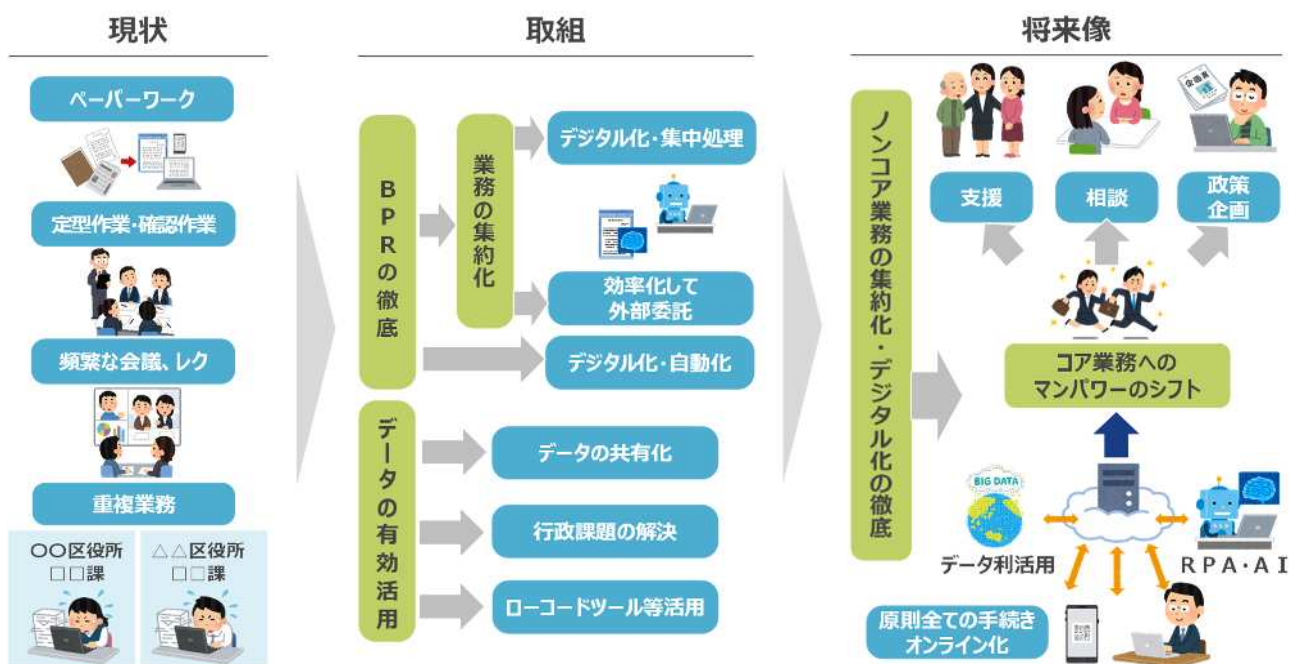 現状
ペーパーワーク
定型作業・確認作業
頻繁な会議、レク
重複業務
〇〇区役所
□□課
△△区役所
□□課
取組
BPRの徹底
業務の集約化
デジタル化・集中処理
効率化して
外部委託
デジタル化・自動化
データの有効活用
データの共有化
行政課題の解決
ローコードツール等活用
将来像
ノンコア業務の集約化・デジタル化の徹底
企画書
支援
相談
政策
企画
コア業務への
マンパワーのシフト
BIG DATA
データ利活用
RPA・AI
原則全ての手続き
オンライン化